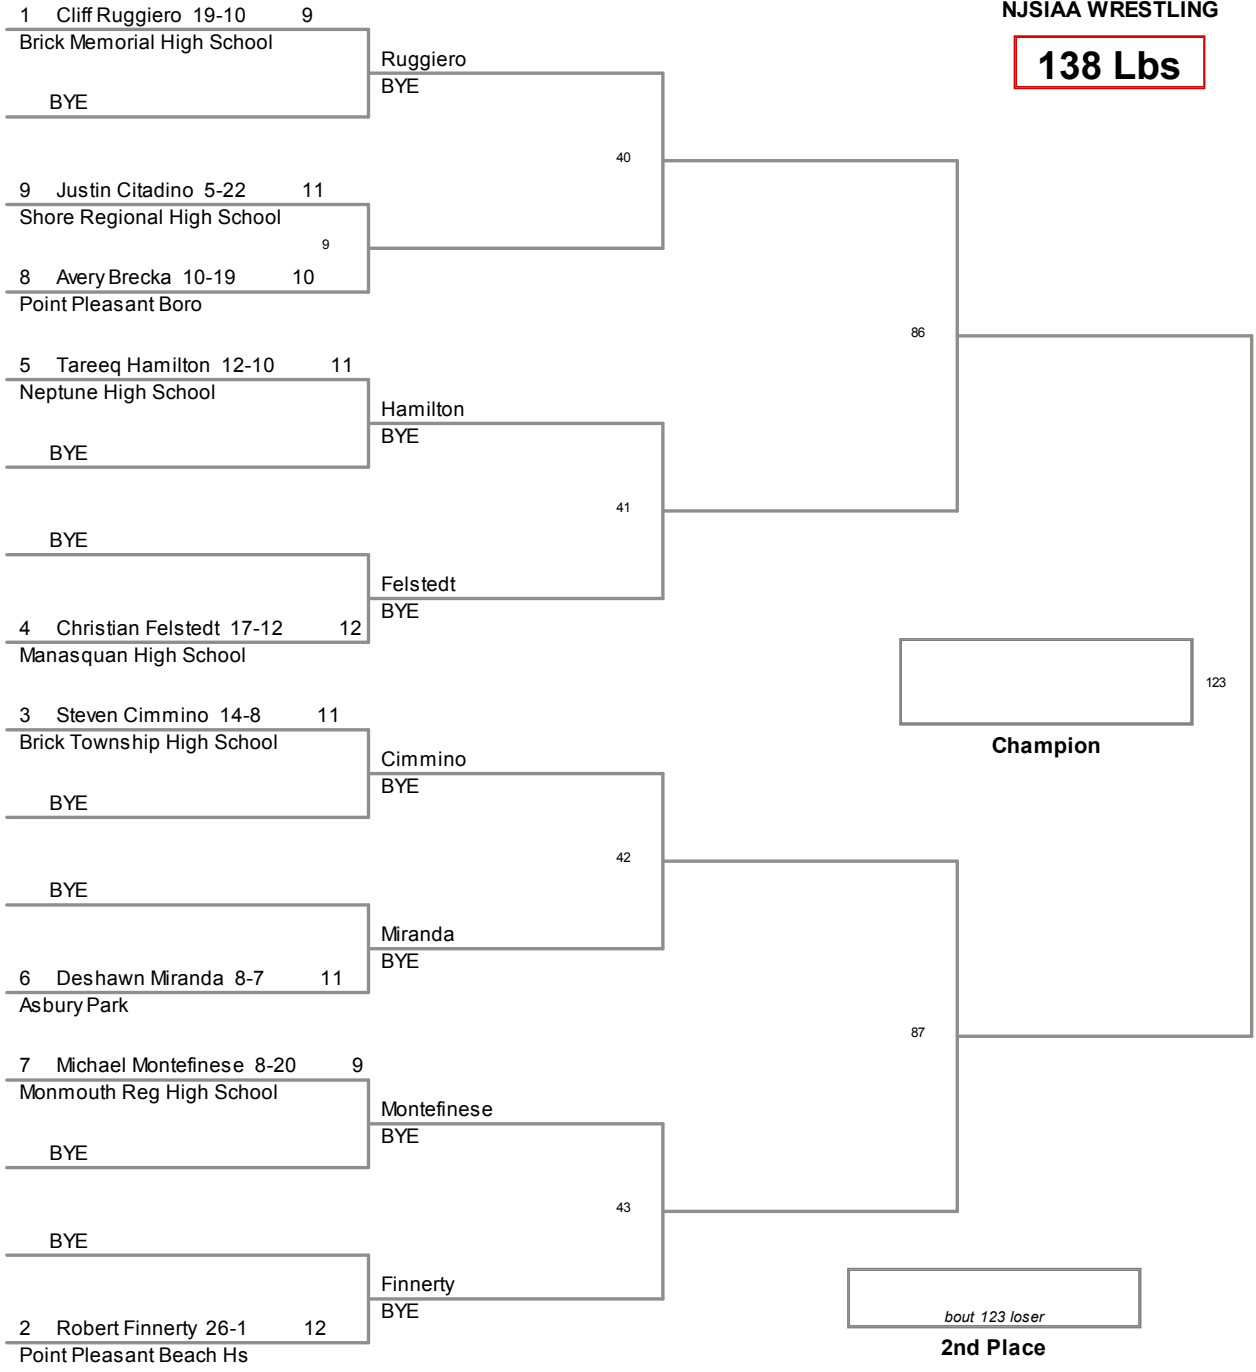 NJSIAA WRESTLING
138 Lbs
1 Cliff Ruggiero 19-10 9
Brick Memorial High School
Ruggiero
BYE
BYE
40
9 Justin Citadino 5-22 11
Shore Regional High School
9
8 Avery Brecka 10-19 10
Point Pleasant Boro
86
5 Tareeq Hamilton 12-10 11
Neptune High School
Hamilton
BYE
BYE
41
BYE
Felstedt
BYE
4 Christian Felstedt 17-12 12
Manasquan High School
123
Champion
3 Steven Cimmino 14-8 11
Brick Township High School
Cimmino
BYE
BYE
42
BYE
Miranda
BYE
6 Deshawn Miranda 8-7 11
Asbury Park
87
7 Michael Montefinese 8-20 9
Monmouth Reg High School
Montefinese
BYE
BYE
43
BYE
Finnerty
BYE
2 Robert Finnerty 26-1 12
Point Pleasant Beach Hs
bout 123 loser
2nd Place